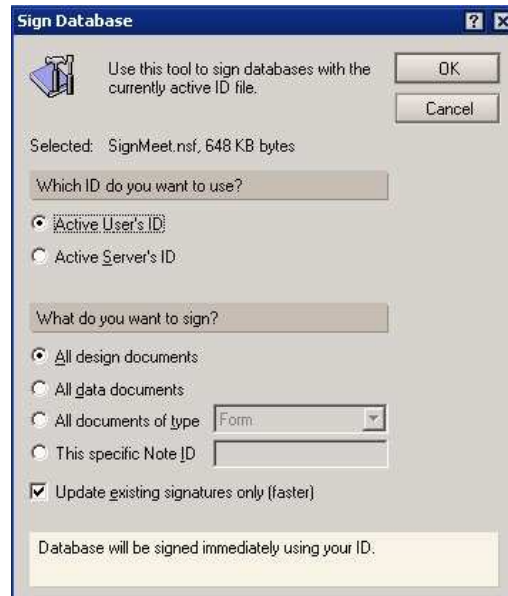 Sign Database
Use this tool to sign databases with the
currently active ID file.
OK
Cancel
Selected: SignMeet.nsf, 648 KB bytes
Which ID do you want to use?
Active User's ID
Active Server's ID
What do you want to sign?
All design documents
All data documents
All documents of type Form
This specific Note ID
Update existing signatures only (faster)
Database will be signed immediately using your ID.